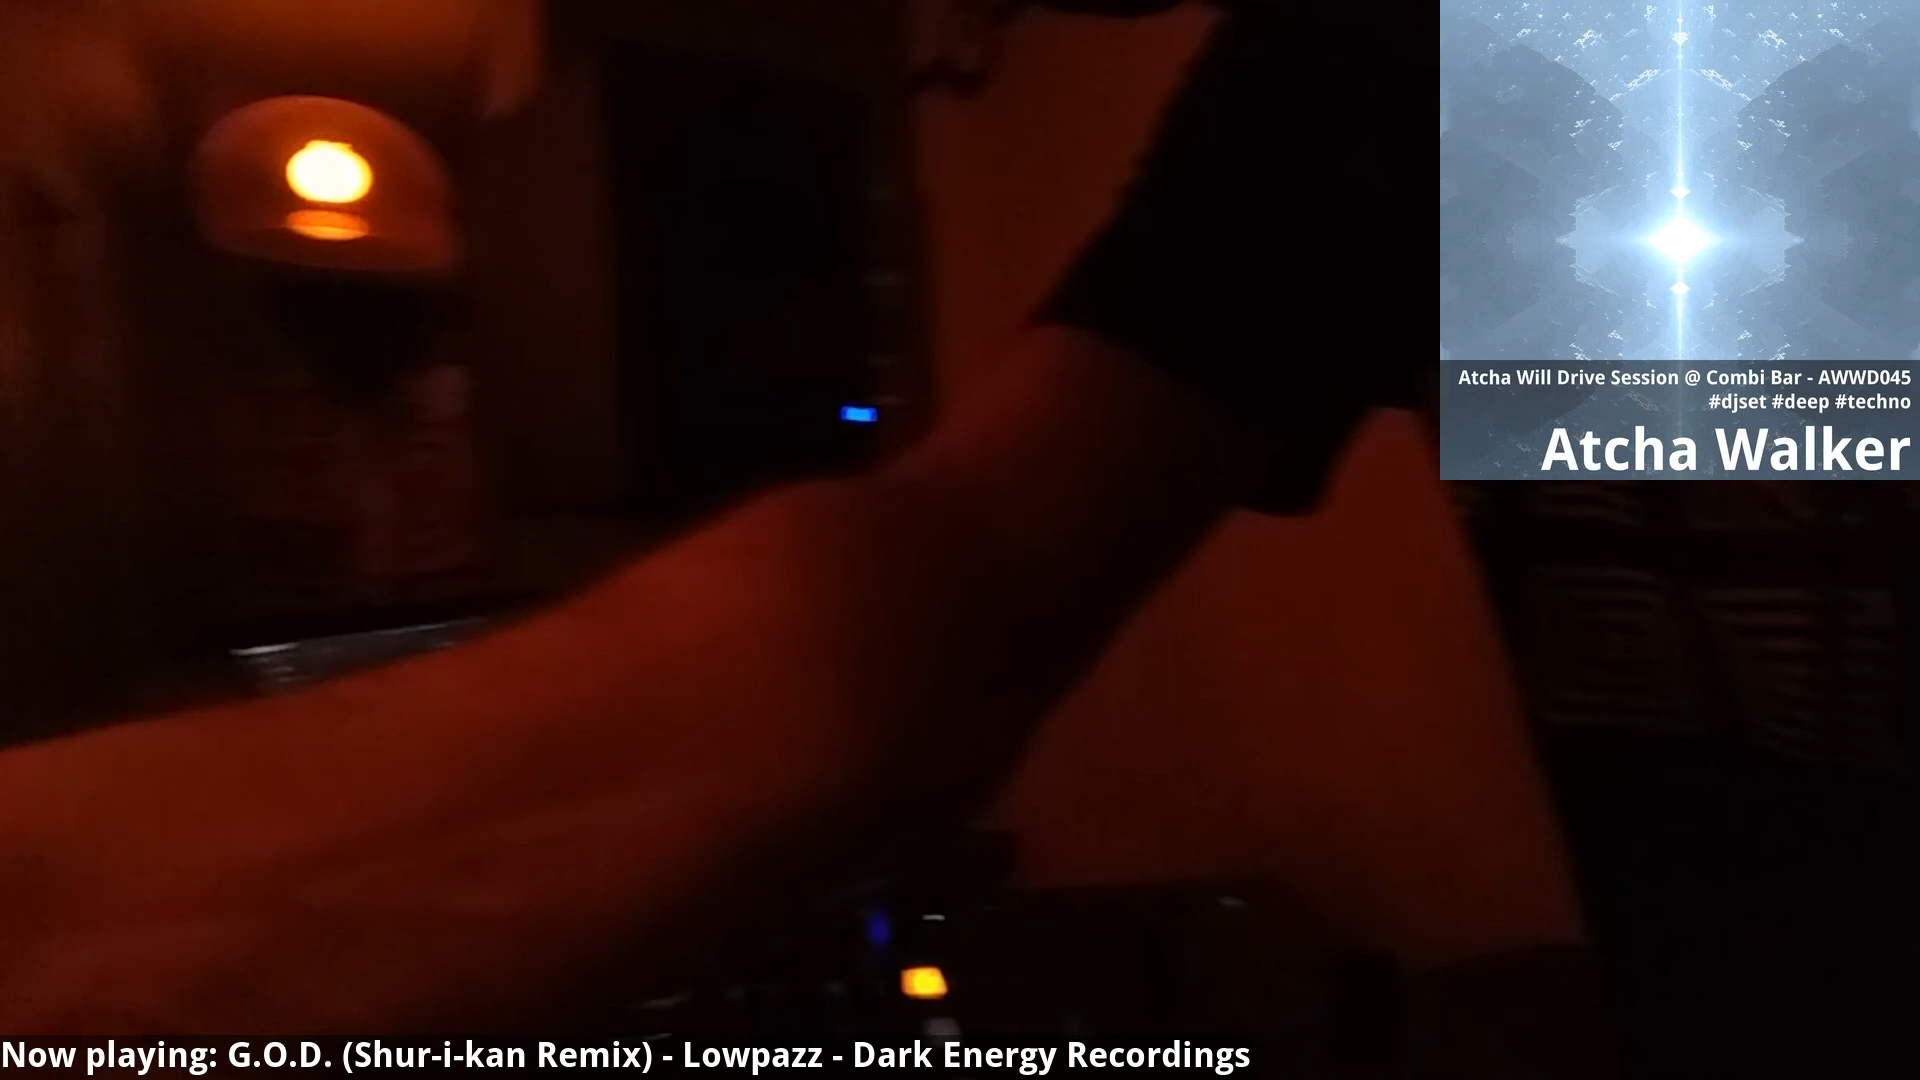 Atcha Will Drive Session @ Combi Bar - AWWD045
#djset #deep #techno
Atcha Walker
Now playing: G.O.D. (Shur-i-kan Remix) - Lowpazz - Dark Energy Recordings